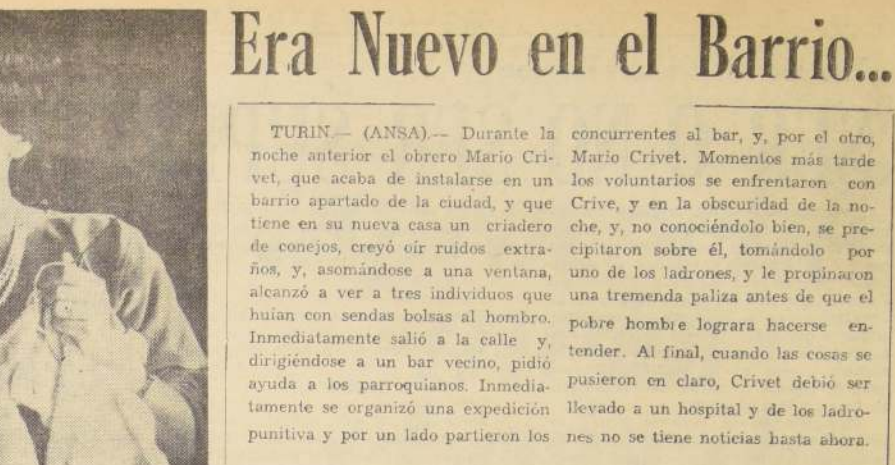 Era Nuevo en el Barrio...
TURIN.— (ANSA).— Durante la
noche anterior el obrero Mario Cri-
vet, que acaba de instalarse en un
barrio apartado de la ciudad, y que
tiene en su nueva casa un criadero
de conejos, creyó oír ruidos extra-
ños, y, asomándose a una ventana,
alcanzó a ver a tres individuos que
huían con sendas bolsas al hombro.
Inmediatamente salió a la calle y,
dirigiéndose a un bar vecino, pidió
ayuda a los parroquianos. Inmedia-
tamente se organizó una expedición
punitiva y por un lado partieron los
concurrentes al bar, y, por el otro,
Mario Crivet. Momentos más tarde
los voluntarios se enfrentaron con
Crive, y en la obscuridad de la no-
che, y, no conociéndolo bien, se pre-
cipitaron sobre él, tomándolo por
uno de los ladrones, y le propinaron
una tremenda paliza antes de que el
pobre hombre lograra hacerse en-
tender. Al final, cuando las cosas se
pusieron en claro, Crivet debió ser
llevado a un hospital y de los ladro-
nes no se tiene noticias hasta ahora.